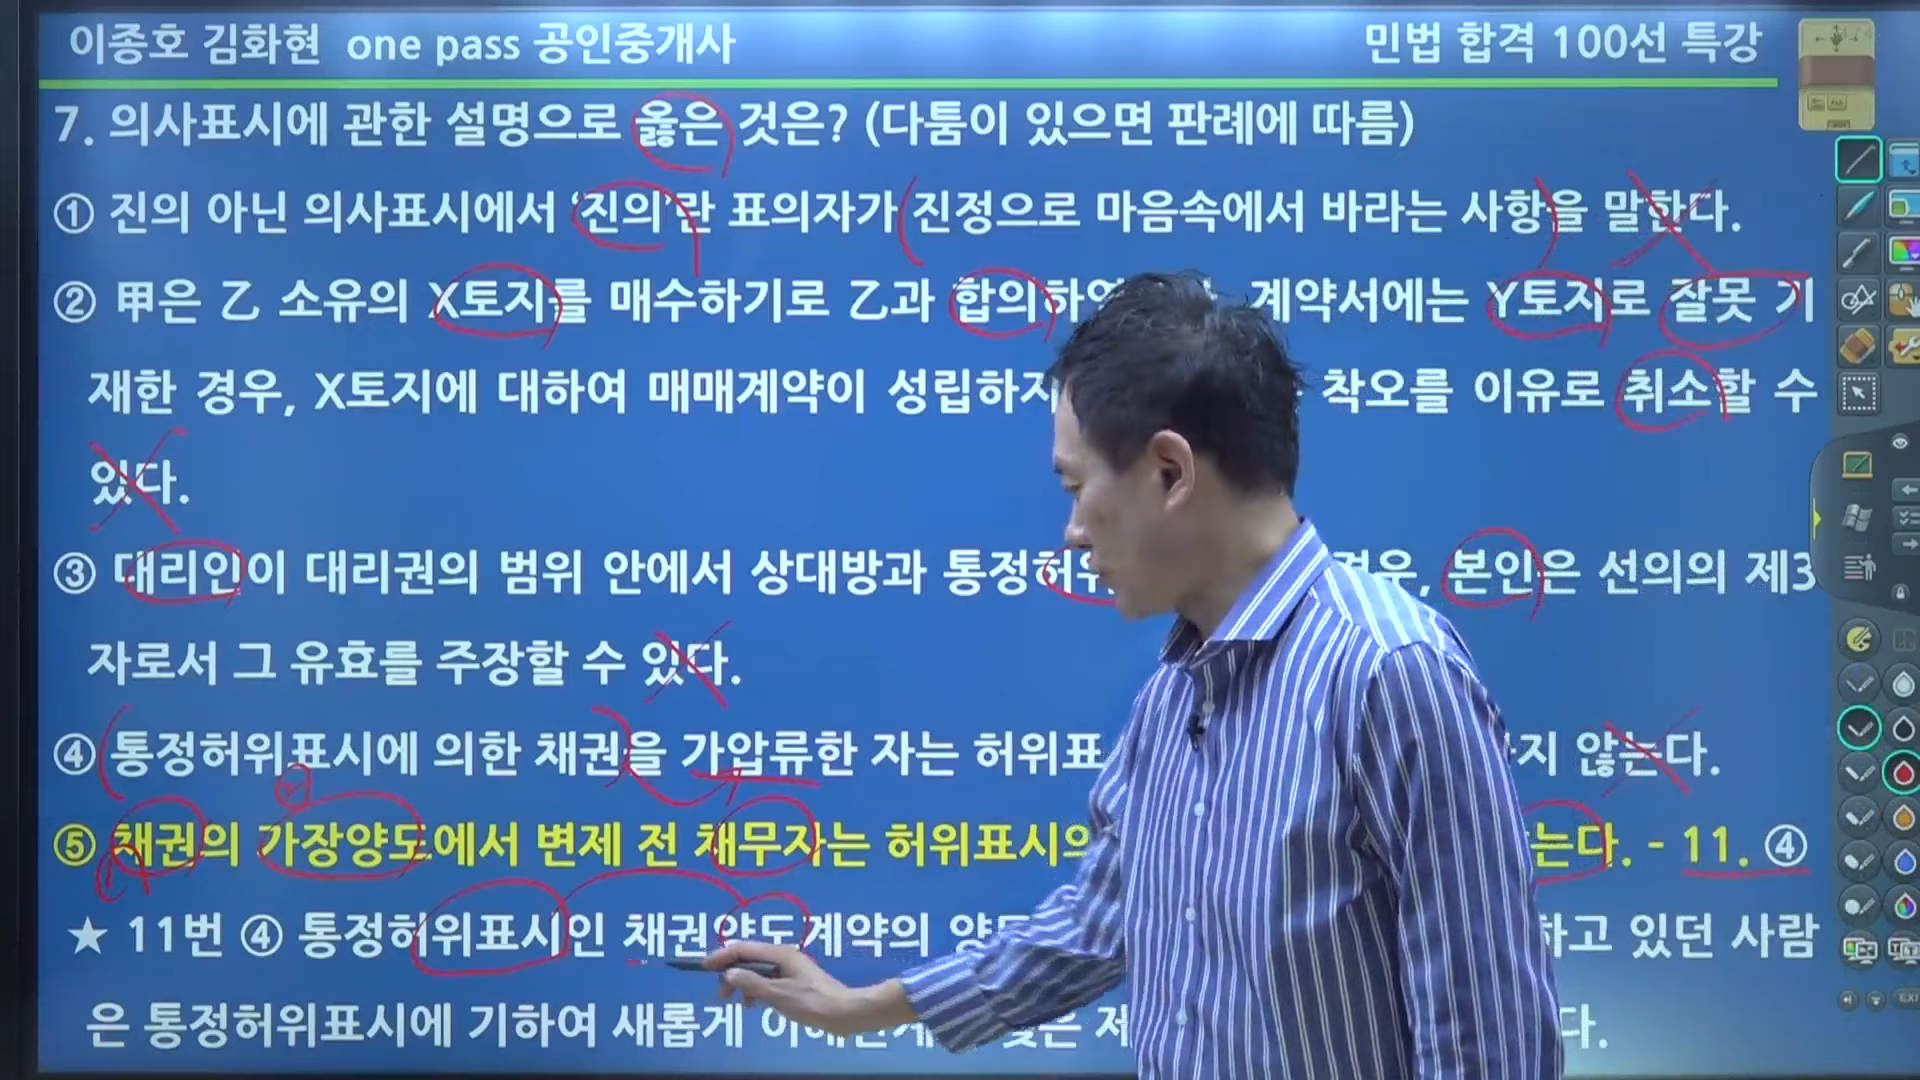 이종호 김화현 one pass 공인중개사
민법 합격 100선 특강
7. 의사표시에 관한 설명으로 옳은 것은? (다툼이 있으면 판례에 따름)
① 진의 아닌 의사표시에서 ‘진의’란 표의자가 진정으로 마음속에서 바라는 사항을 말한다.
② 甲은 乙 소유의 X토지를 매수하기로 乙과 합의하 계약서에는 Y토지로 잘못 기
재한 경우, X토지에 대하여 매매계약이 성립하지 착오를 이유로 취소할 수
있다.
③ 대리인이 대리권의 범위 안에서 상대방과 통정허위 경우, 본인은 선의의 제3
자로서 그 유효를 주장할 수 있다.
④ 통정허위표시에 의한 채권을 가압류한 자는 허위표 지 않는다.
⑤ 채권의 가장양도에서 변제 전 채무자는 허위표시의 는다. - 11. ④
★ 11번 ④ 통정허위표시인 채권양도계약의 양 하고 있던 사람
은 통정허위표시에 기하여 새롭게 은 제 다.